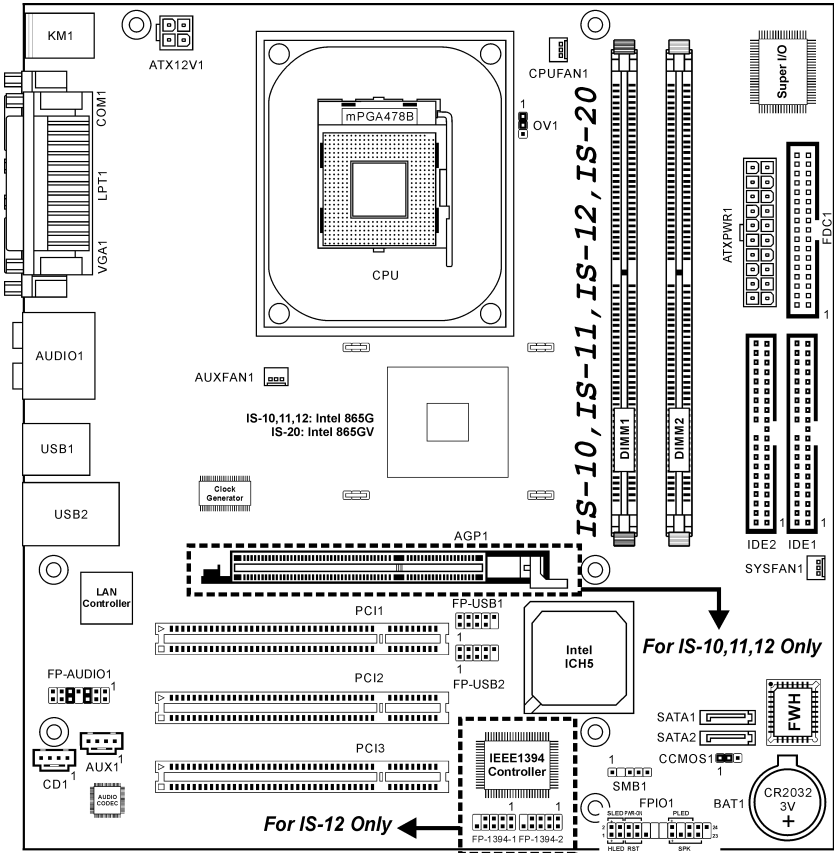 KM1
ATX12V1
CPUFAN1
Super I/O
COM1
LPT1
VGA1
mPGA478B
CPU
1
OV1
IS-10,IS-11,IS-12,IS-20
ATXPWR1
FDC1
1
AUDIO1
AUXFAN1
IS-10,11,12: Intel 865G
IS-20: Intel 865GV
DIMM1
DIMM2
USB1
Clock
Generator
USB2
1
1
IDE2
IDE1
AGP1
SYSFAN1
LAN
Controller
PCI1
FP-USB1
1
1
FP-USB2
Intel
ICH5
For IS-10,11,12 Only
FP-AUDIO1
1
PCI2
SATA1
SATA2
FWH
CD1
1
AUX1
1
PCI3
IEEE1394
Controller
CCMOS1
1
1
SMB1
AUDIO
CODEC
BAT1
CR2032
3V
+
For IS-12 Only
1
1
FP-1394-1
FP-1394-2
FPIO1
SLED
PWR-ON
PLED
2
24
1
23
HLED
RST
SPK